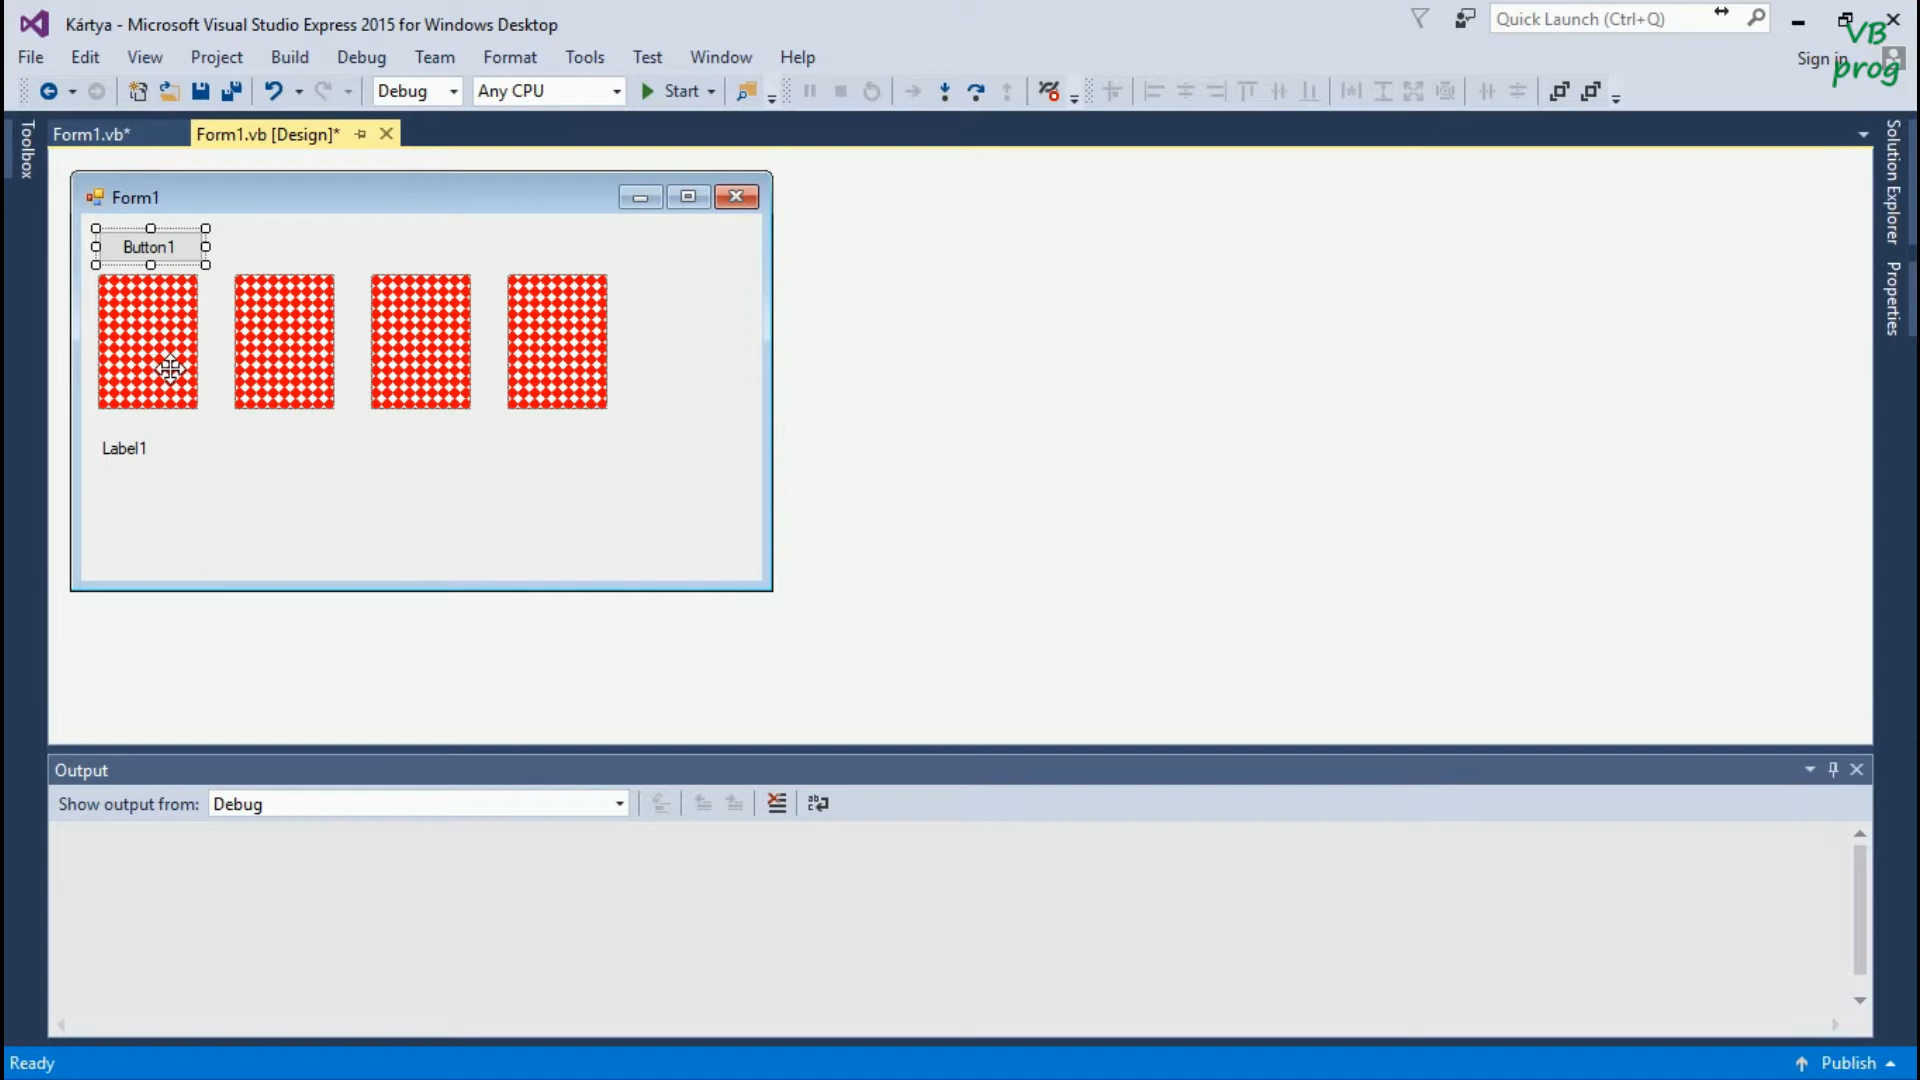 Kártya - Microsoft Visual Studio Express 2015 for Windows Desktop
Quick Launch (Ctrl+Q)
VB
prog
File Edit View Project Build Debug Team Format Tools Test Window Help
Sign in
Debug Any CPU Start
Toolbox
Form1.vb* Form1.vb [Design]*
Solution Explorer
Properties
Form1
Button1
Label1
Output
Show output from: Debug
Ready
Publish